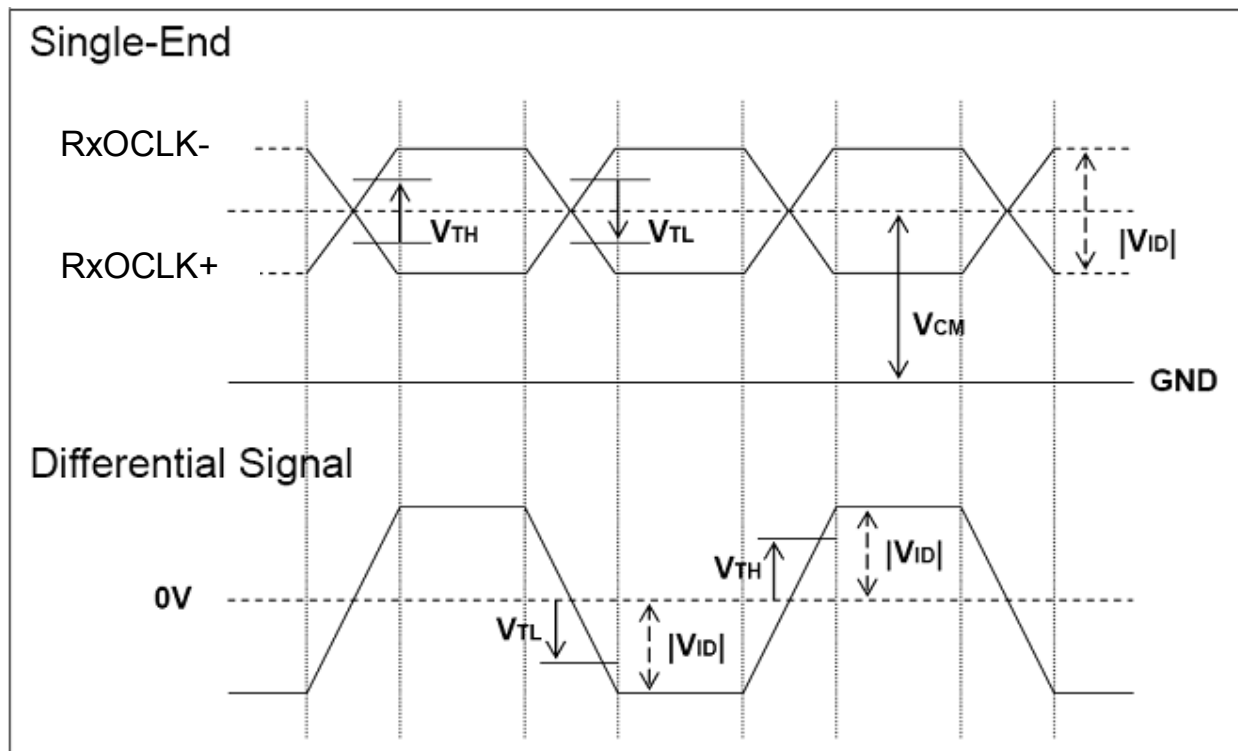 Single-End
RxOCLK-
VTH
VTL
|VID|
RxOCLK+
VCM
GND
Differential Signal
VTH
|VID|
0V
VTL
|VID|